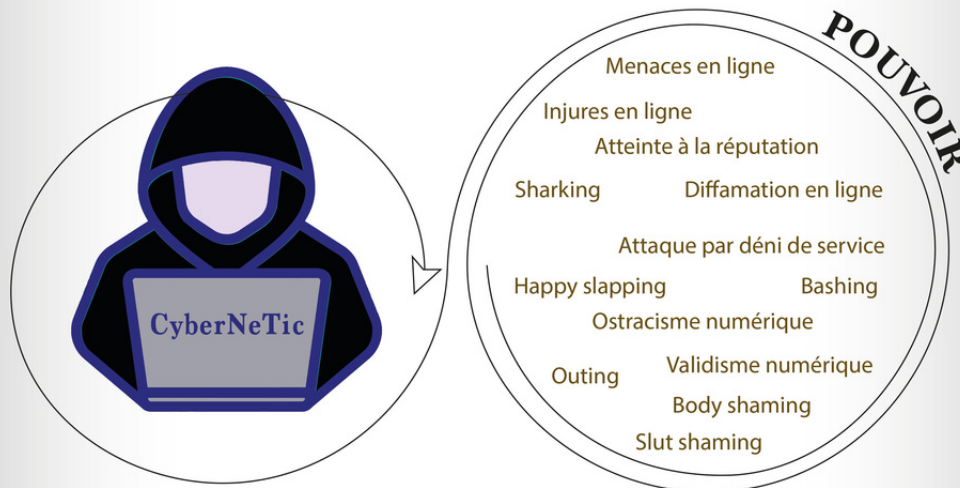 POUVOIR
Menaces en ligne
Injures en ligne
Atteinte à la réputation
Sharking
Diffamation en ligne
Attaque par déni de service
Happy slapping
Bashing
Ostracisme numérique
Validisme numérique
Outing
Body shaming
Slut shaming
CyberNeTic